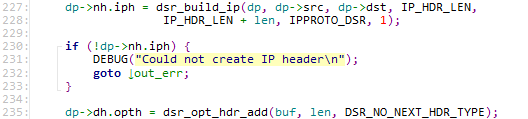 227:     dp->nh.iph = dsr_build_ip(dp, dp->src, dp->dst, IP_HDR_LEN,
228:                   IP_HDR_LEN + len, IPPROTO_DSR, 1);
229:
230:     if (!dp->nh.iph) {
231:         DEBUG("Could not create IP header\n");
232:         goto out_err;
233:     }
234:
235:     dp->dh.opth = dsr_opt_hdr_add(buf, len, DSR_NO_NEXT_HDR_TYPE);